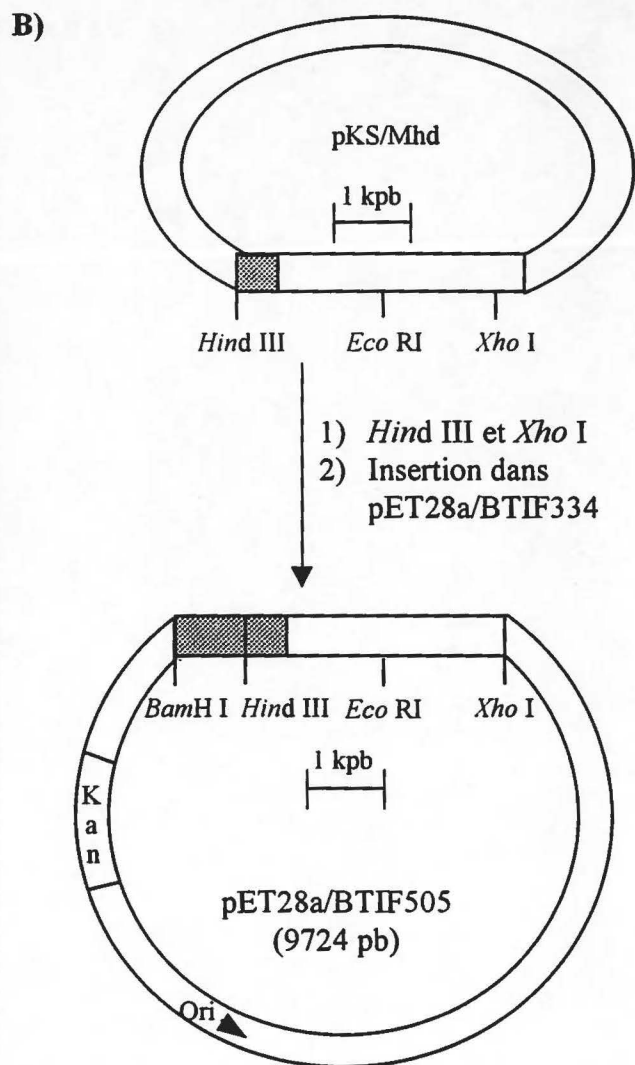 B)
pKS/Mhd
1 kpb
Hind III Eco RI Xho I
1) Hind III et Xho I
2) Insertion dans
pET28a/BTIF334
BamH I Hind III Eco RI Xho I
1 kpb
Kan
pET28a/BTIF505
(9724 pb)
Ori